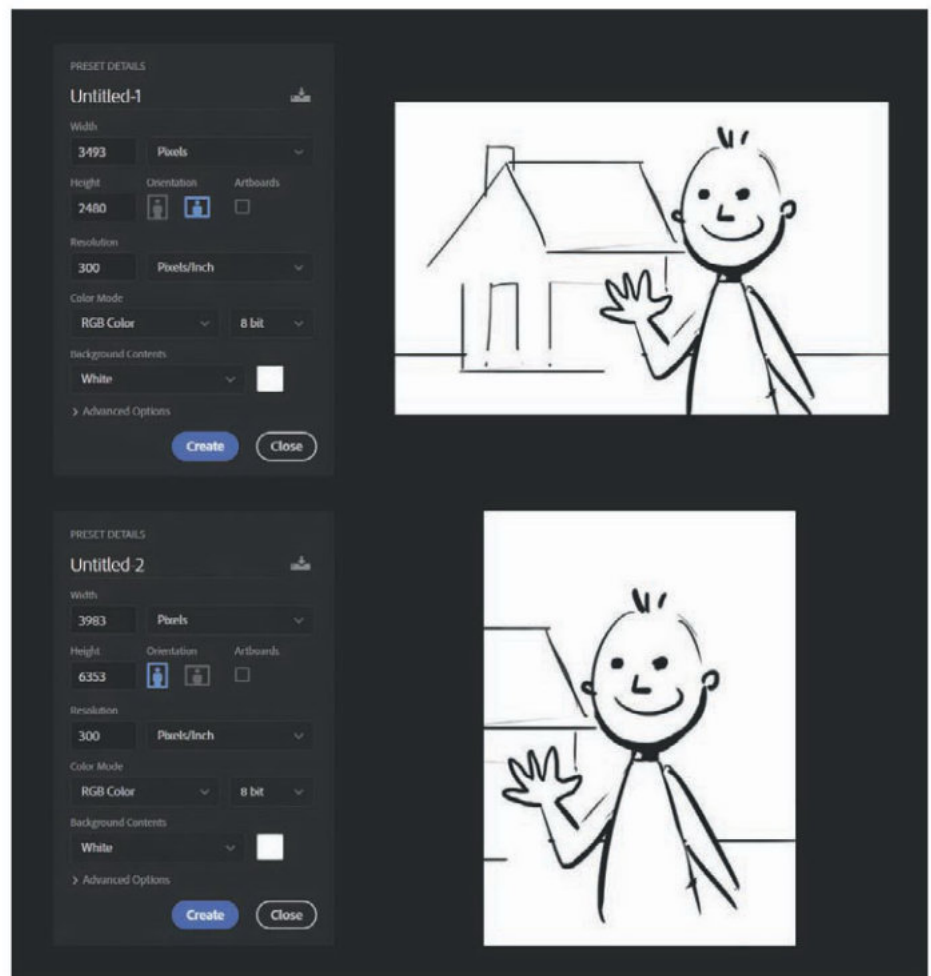 PRESET DETAILS
Untitled-1
Width
3493 Pixels
Height Orientation Artboards
2480
Resolution
300 Pixels/Inch
Color Mode
RGB Color 8 bit
Background Contents
White
> Advanced Options
Create Close
PRESET DETAILS
Untitled-2
Width
3983 Pixels
Height Orientation Artboards
6353
Resolution
300 Pixels/Inch
Color Mode
RGB Color 8 bit
Background Contents
White
> Advanced Options
Create Close